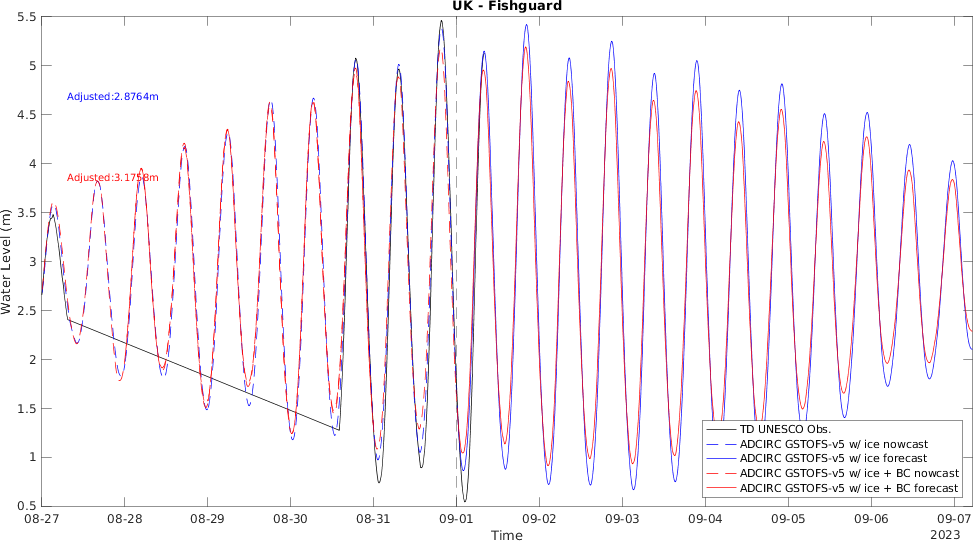 UK - Fishguard
5.5
5
4.5
4
3.5
3
2.5
2
1.5
1
0.5
Water Level (m)
Adjusted:2.8764m
Adjusted:3.1758m
TD UNESCO Obs.
ADCIRC GSTOFS-v5 w/ ice nowcast
ADCIRC GSTOFS-v5 w/ ice forecast
ADCIRC GSTOFS-v5 w/ ice + BC nowcast
ADCIRC GSTOFS-v5 w/ ice + BC forecast
08-27 08-28 08-29 08-30 08-31 09-01 09-02 09-03 09-04 09-05 09-06 09-07
Time
2023